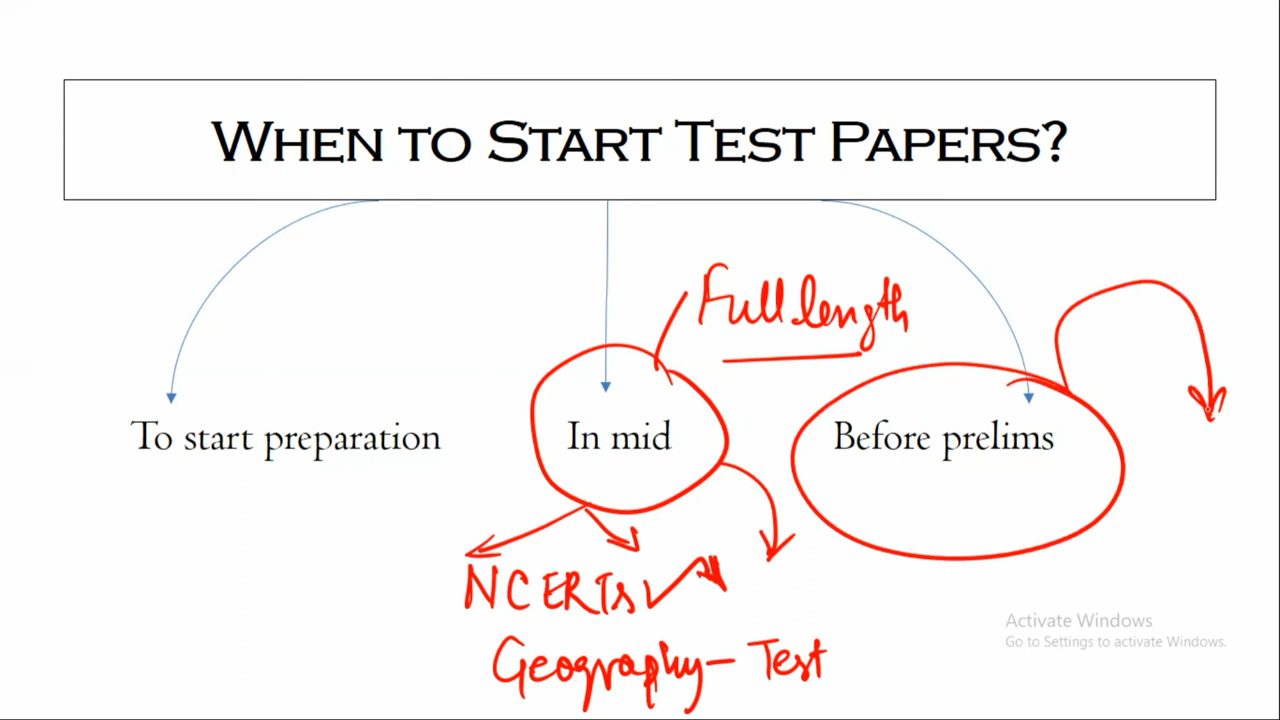 WHEN TO START TEST PAPERS?
Full length
To start preparation
In mid
Before prelims
NCERTs
Geography - Test
Activate Windows
Go to Settings to activate Windows.